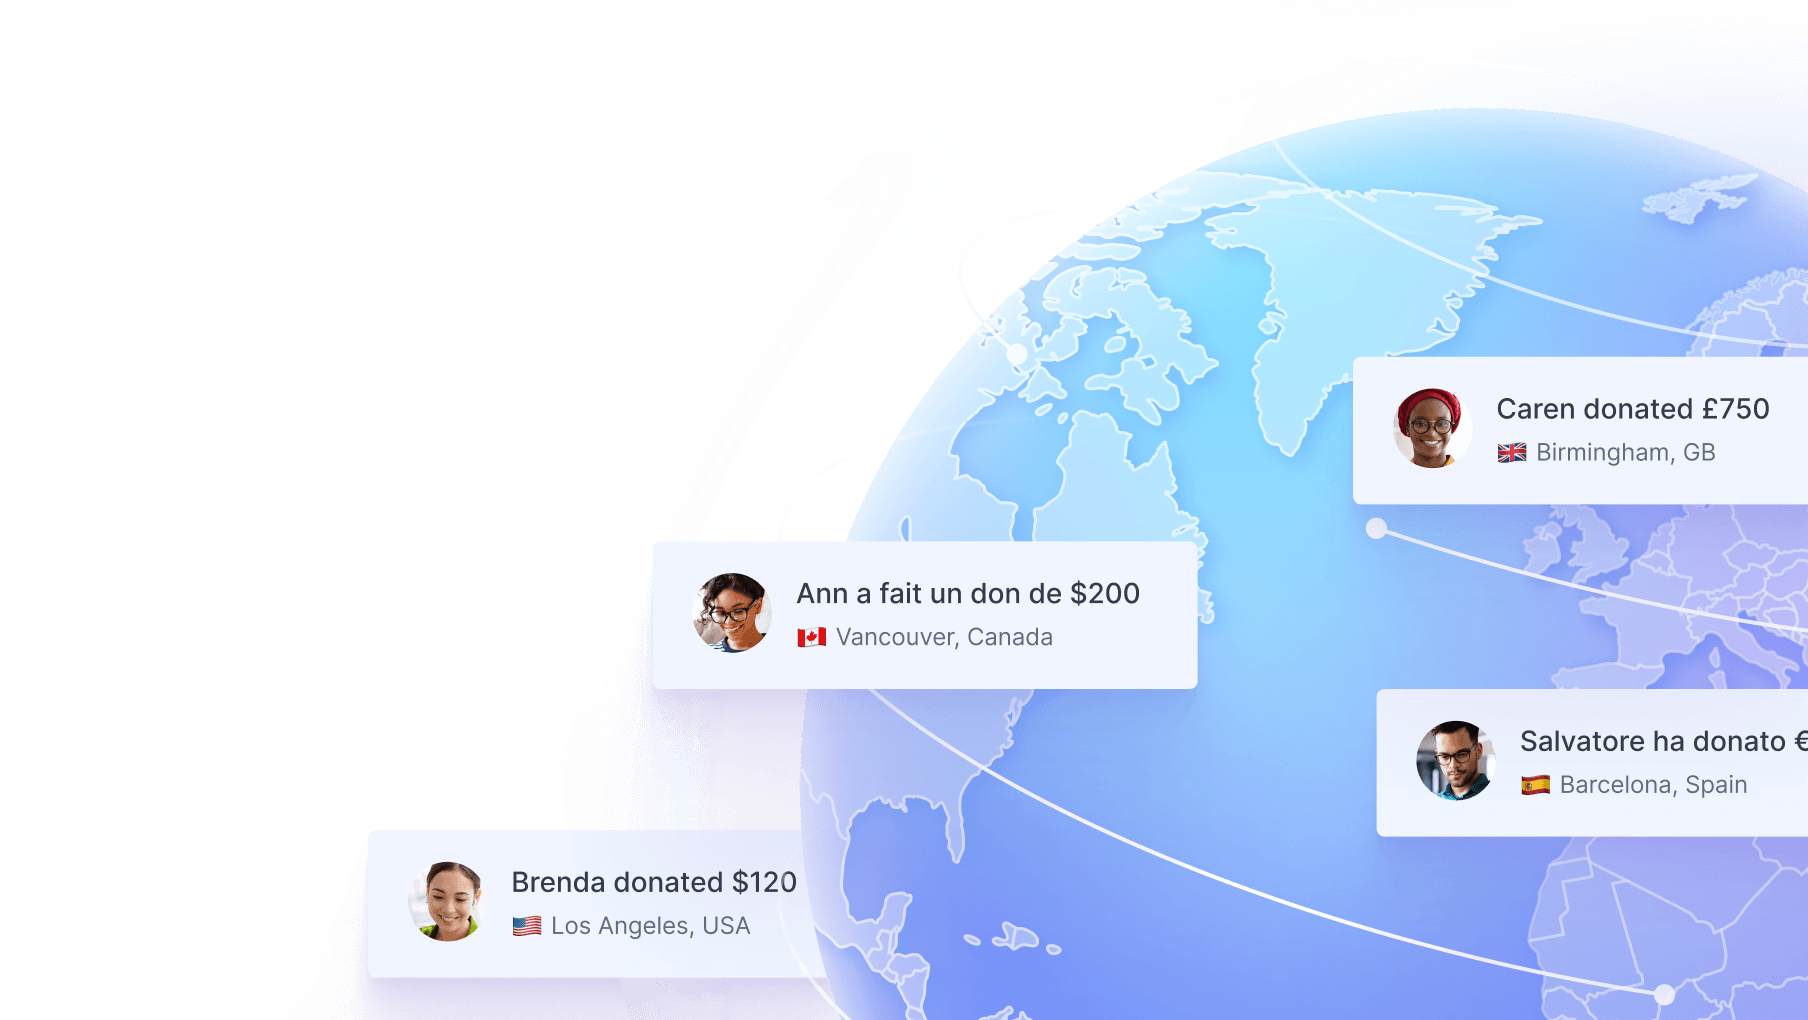 Caren donated £750
Birmingham, GB
Ann a fait un don de $200
Vancouver, Canada
Salvatore ha donato €
Barcelona, Spain
Brenda donated $120
Los Angeles, USA